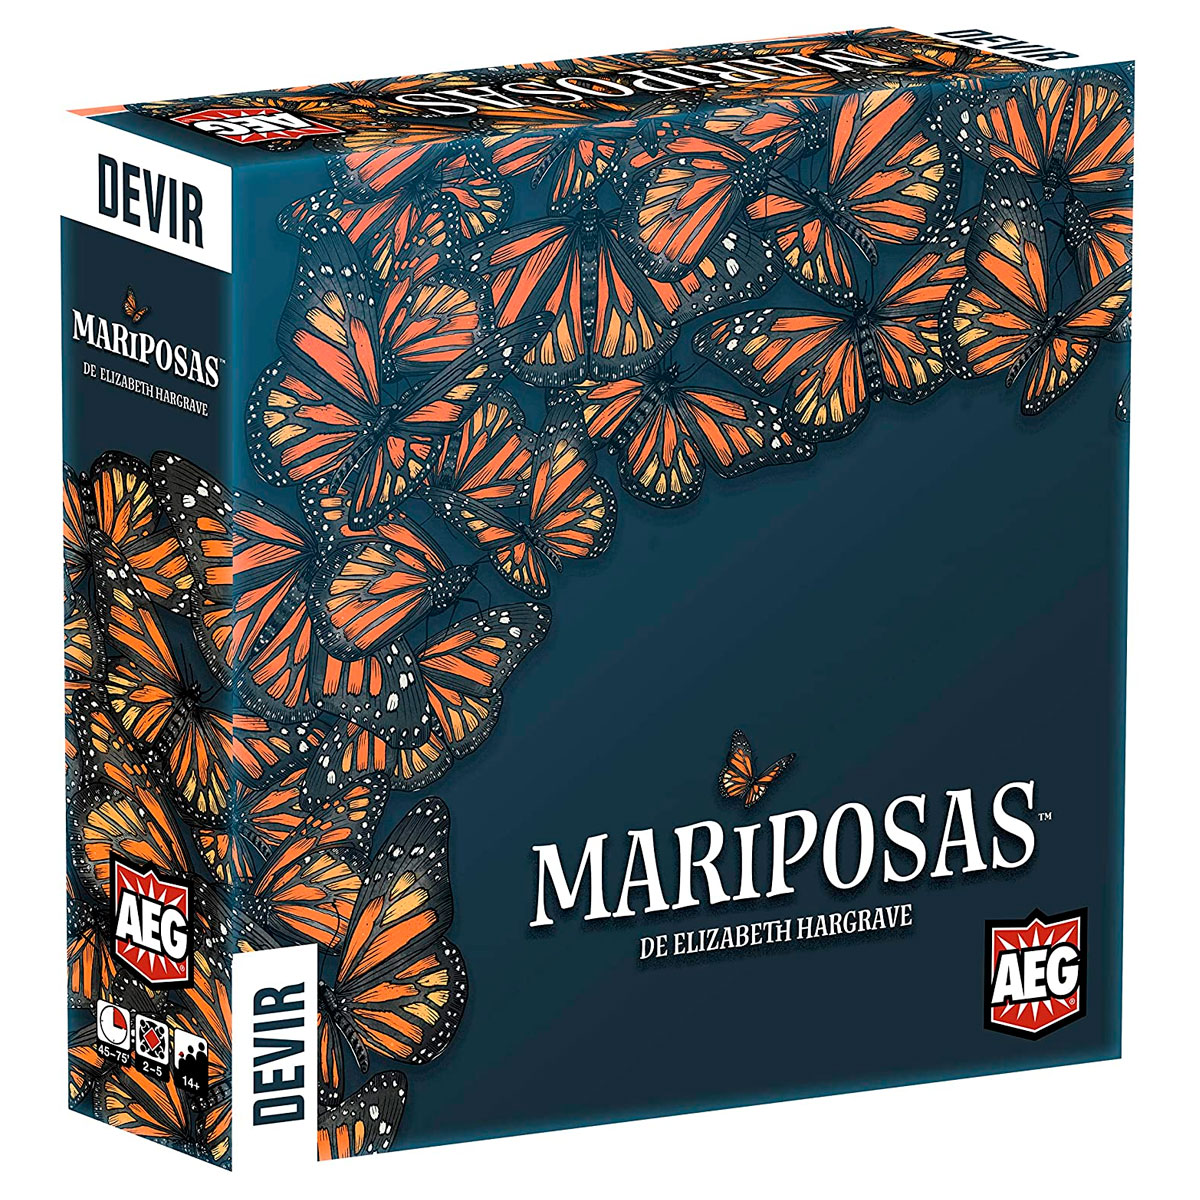 DEVIR
MARIPOSAS
AEG
DEVIR
MARIPOSAS™
DE ELIZABETH HARGRAVE
AEG®
45-75'
2-5
14+
DEVIR
MARIPOSAS™
DE ELIZABETH HARGRAVE
AEG®